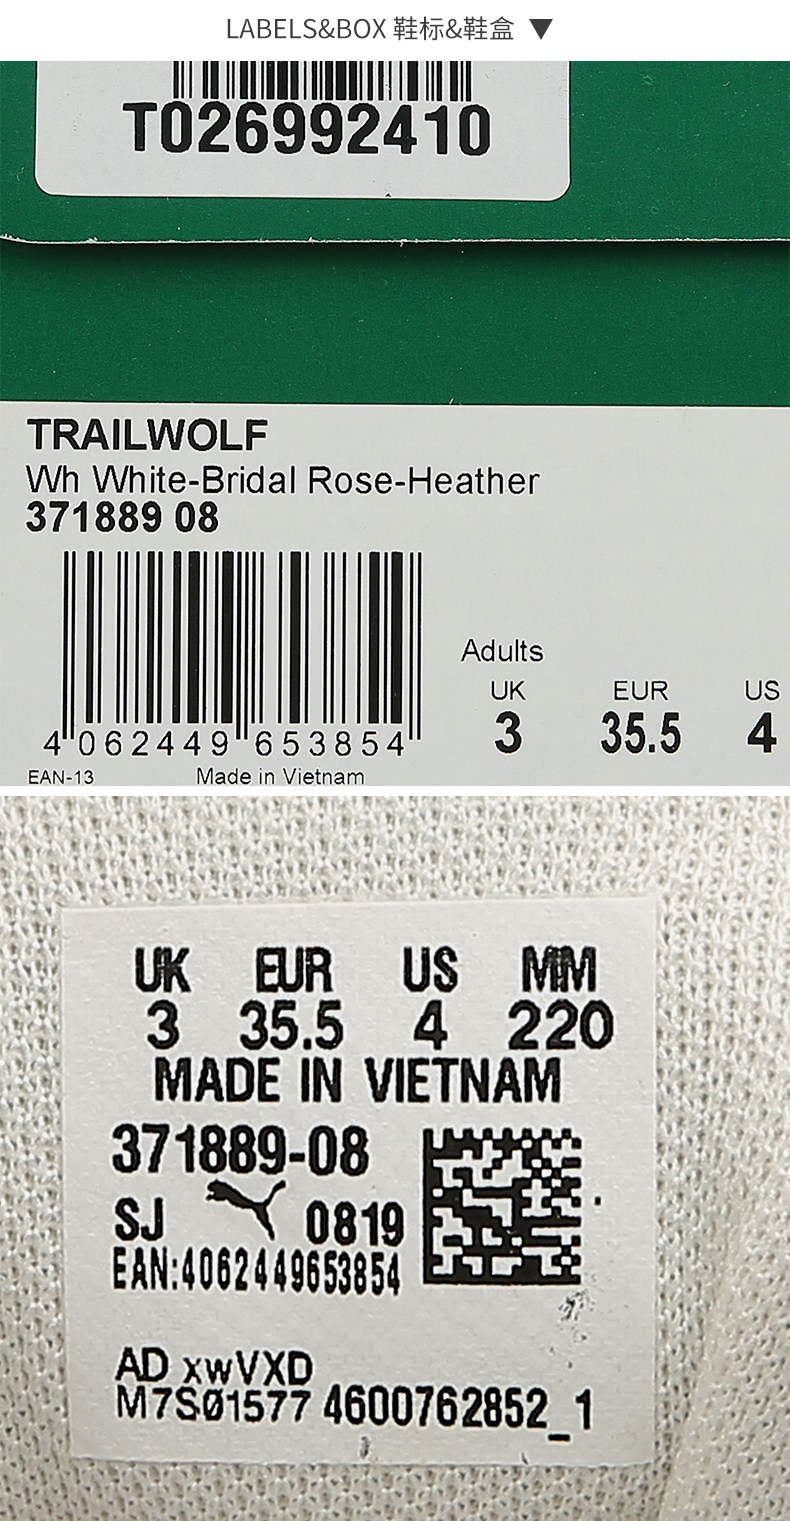 LABELS&BOX 鞋标&鞋盒 ▼
T026992410
TRAILWOLF
Wh White-Bridal Rose-Heather
371889 08
Adults
UK EUR US
3 35.5 4
4 062449 653854
EAN-13 Made in Vietnam
UK EUR US MM
3 35.5 4 220
MADE IN VIETNAM
371889-08
SJ 0819
EAN:4062449653854
AD xwVXD
M7SØ1577 4600762852_1